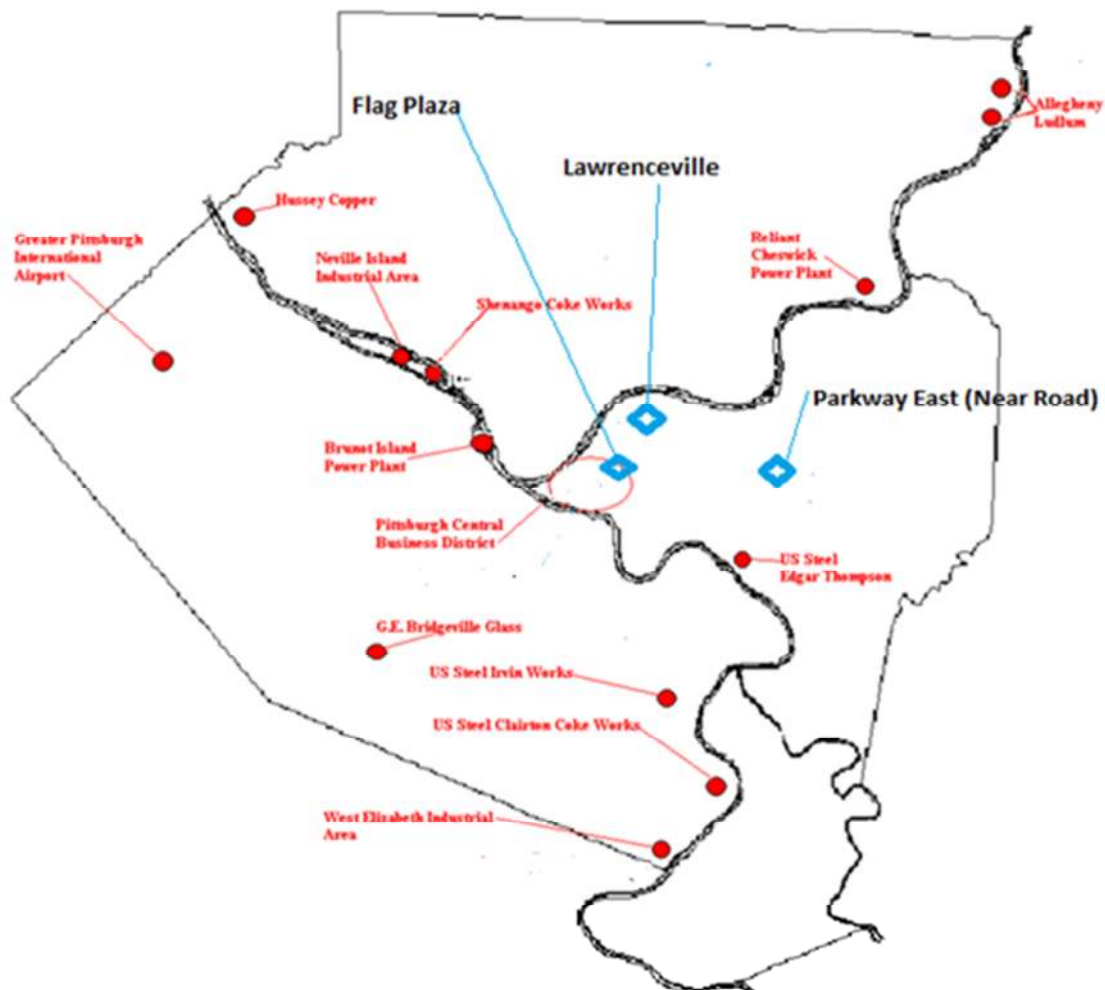 Flag Plaza
Allegheny
Ludlum
Lawrenceville
Hussey Copper
Greater Pittsburgh
International
Airport
Neville Island
Industrial Area
Reliant
Cheswick
Power Plant
Shenango Coke Works
Parkway East (Near Road)
Brunot Island
Power Plant
Pittsburgh Central
Business District
US Steel
Edgar Thompson
G.E. Bridgeville Glass
US Steel Irvin Works
US Steel Clairton Coke Works
West Elizabeth Industrial
Area